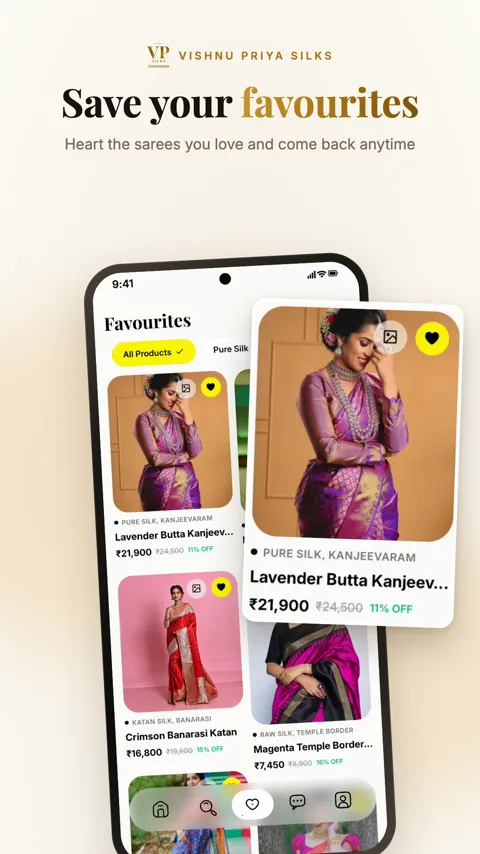 VP
SILKS
VISHNU PRIYA SILKS
Save your favourites
Heart the sarees you love and come back anytime
9:41
Favourites
All Products ✓
Pure Silk
PURE SILK, KANJEEVARAM
Lavender Butta Kanjeev...
₹21,900 ₹24,500 11% OFF
PURE SILK, KANJEEVARAM
Lavender Butta Kanjeev...
₹21,900 ₹24,500 11% OFF
KATAN SILK, BANARASI
Crimson Banarasi Katan
₹16,800 ₹19,800 15% OFF
RAW SILK, TEMPLE BORDER
Magenta Temple Border...
₹7,450 ₹8,900 16% OFF